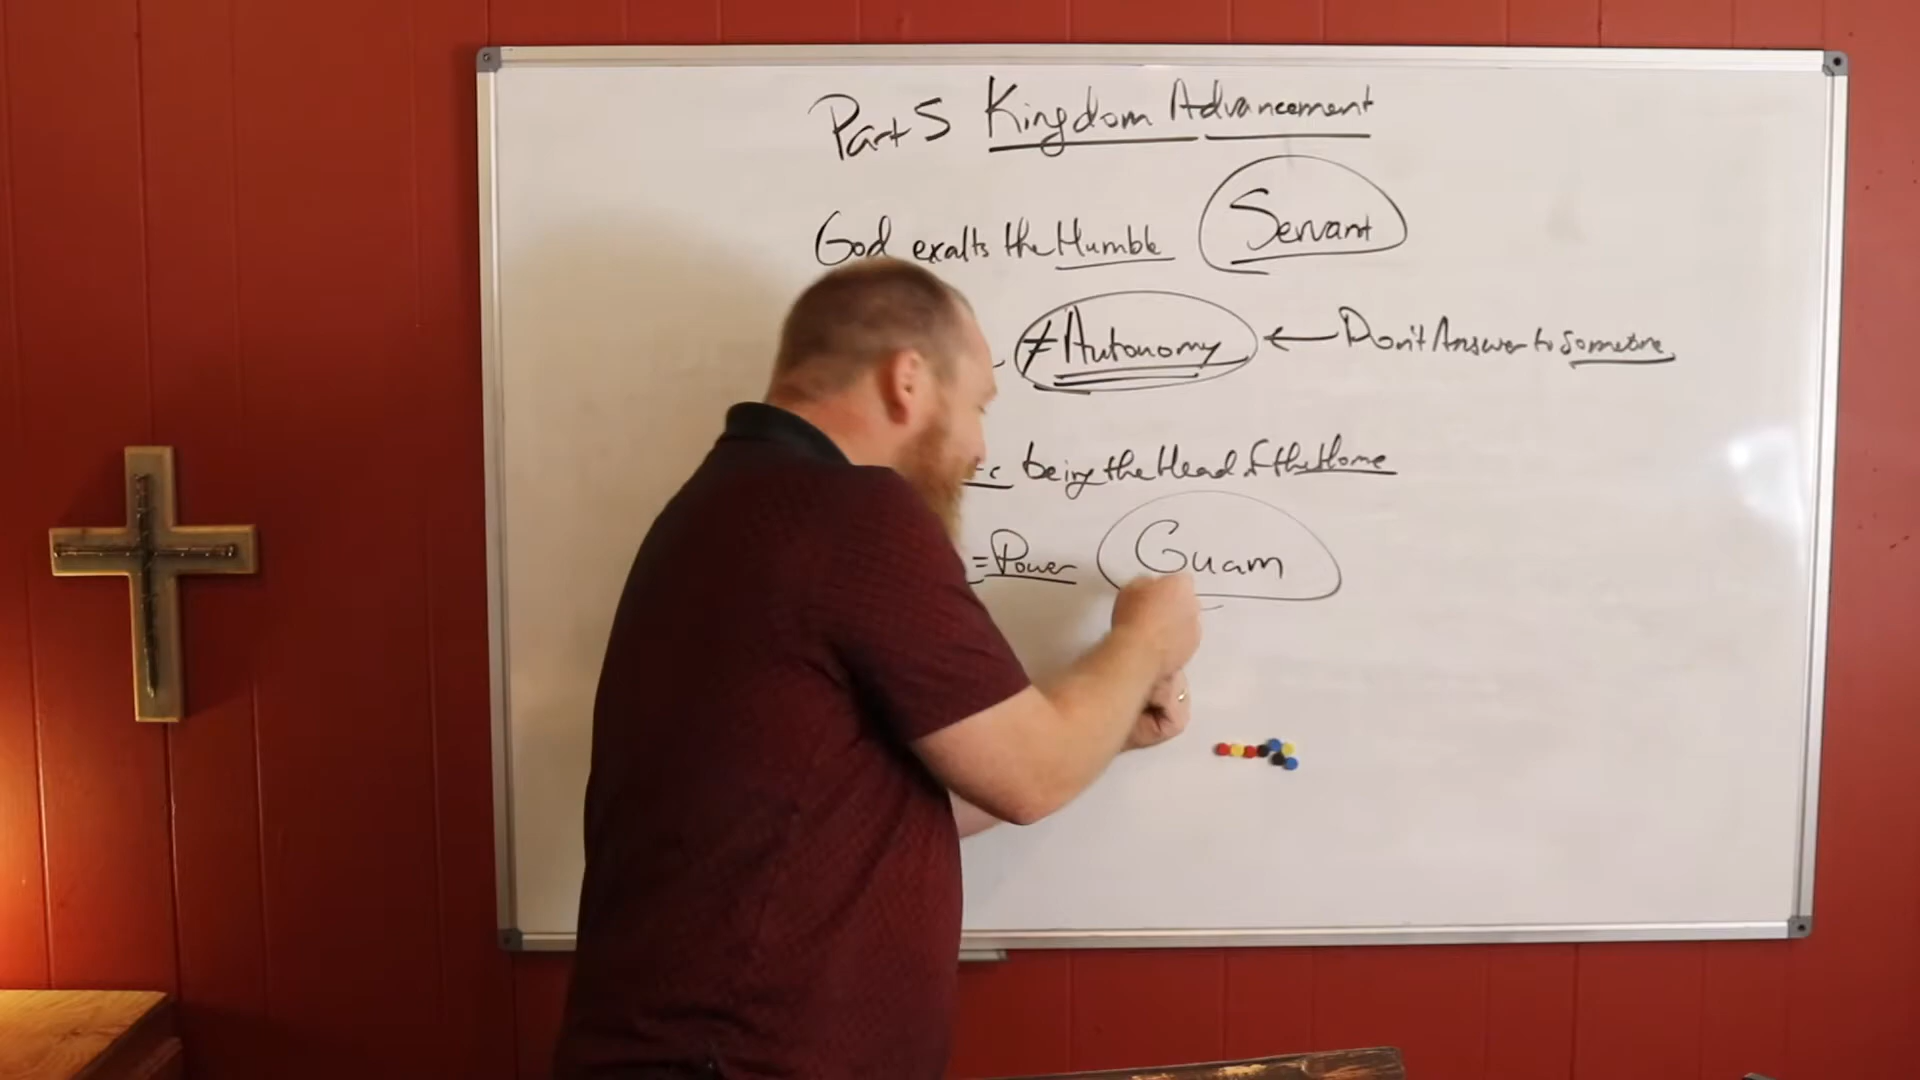 Part 5 Kingdom Advancement
God exalts the Humble Servant
≠ Autonomy ← Don't Answer to Someone
being the Head of the Home
= Power Guam